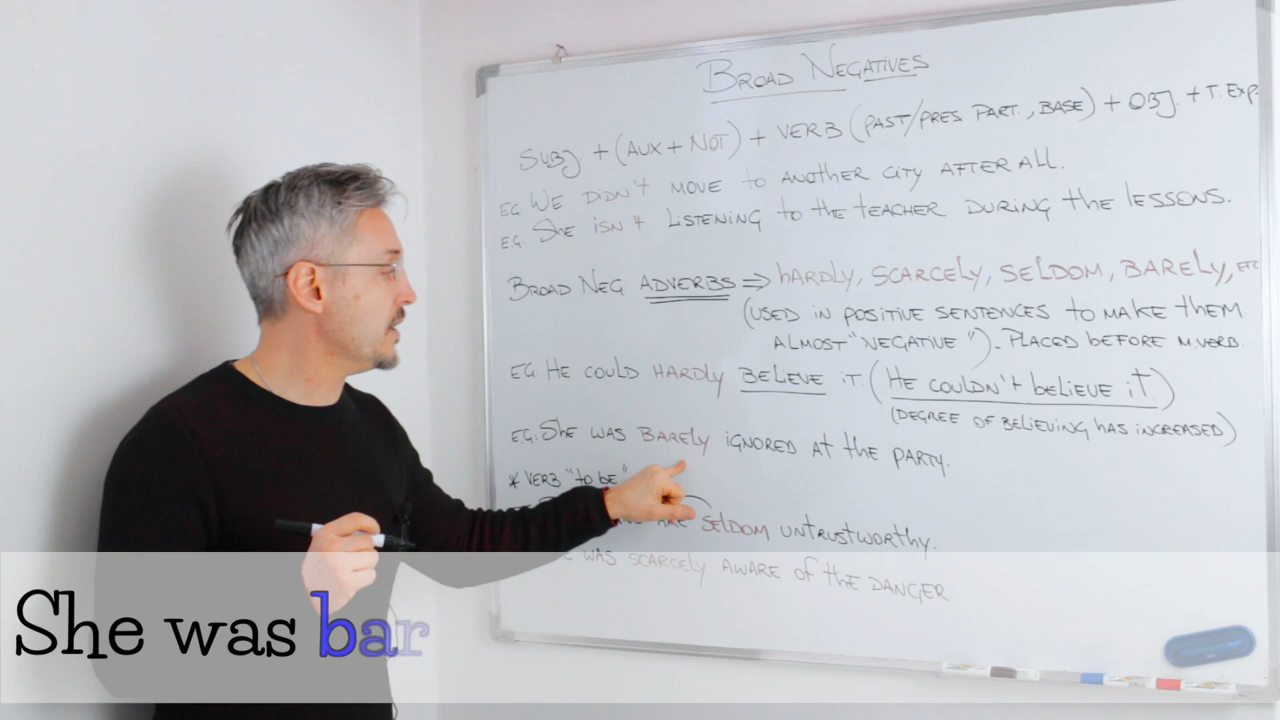 BROAD NEGATIVES
SUBJ. + (AUX + NOT) + VERB (PAST/PRES PART., BASE) + OBJ. + T. EXP.
EG. WE DIDN'T MOVE TO ANOTHER CITY AFTER ALL.
E.G. She ISN'T LISTENING TO the TEACHER DURING the LESSONS.
BROAD NEG ADVERBS => hARDLY, SCARCELY, SELDOM, BARELY, ETC
(USED IN POSITIVE SENTENCES TO MAKE thEM
ALMOST "NEGATIVE"). PLACED BEFORE M.VERB.
EG. HE COULD HARDLY BELIEVE iT. (HE COULDN'T bELIEVE iT.)
(DEGREE OF BELIEVING HAS INCREASED)
E.G. She WAS BARELY IGNORED AT the PARTY.
* VERB "TO bE"
ARE SELDOM UNTRUSTWORThy.
WAS SCARCELY AWARE OF the DANGER
She was bar